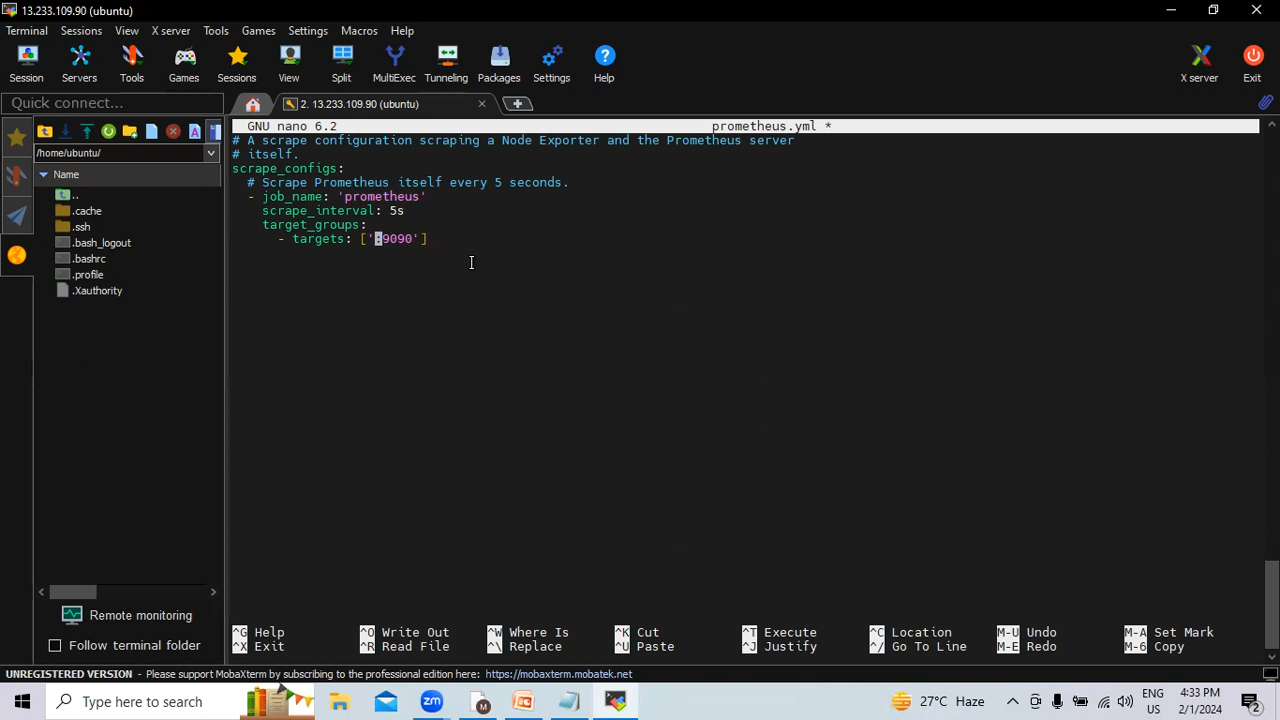 13.233.109.90 (ubuntu)
Terminal Sessions View X server Tools Games Settings Macros Help
Session Servers Tools Games Sessions View Split MultiExec Tunneling Packages Settings Help X server Exit
Quick connect...
2. 13.233.109.90 (ubuntu)
/home/ubuntu/
Name
..
.cache
.ssh
.bash_logout
.bashrc
.profile
.Xauthority
Remote monitoring
Follow terminal folder
GNU nano 6.2 prometheus.yml *
# A scrape configuration scraping a Node Exporter and the Prometheus server
# itself.
scrape_configs:
# Scrape Prometheus itself every 5 seconds.
- job_name: 'prometheus'
scrape_interval: 5s
target_groups:
- targets: [':9090']
^G Help ^O Write Out ^W Where Is ^K Cut ^T Execute ^C Location M-U Undo M-A Set Mark
^X Exit ^R Read File ^\ Replace ^U Paste ^J Justify ^/ Go To Line M-E Redo M-6 Copy
UNREGISTERED VERSION - Please support MobaXterm by subscribing to the professional edition here: https://mobaxterm.mobatek.net
Type here to search
zm
M
27°C Haze
ENG
US
4:33 PM
2/1/2024
2